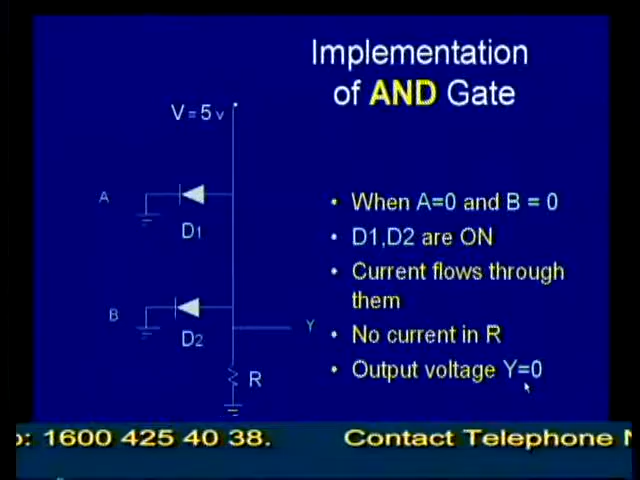 Implementation
of AND Gate
V = 5 v
A
D1
B
D2
Y
R
• When A=0 and B = 0
• D1,D2 are ON
• Current flows through
them
• No current in R
• Output voltage Y=0
o: 1600 425 40 38. Contact Telephone N